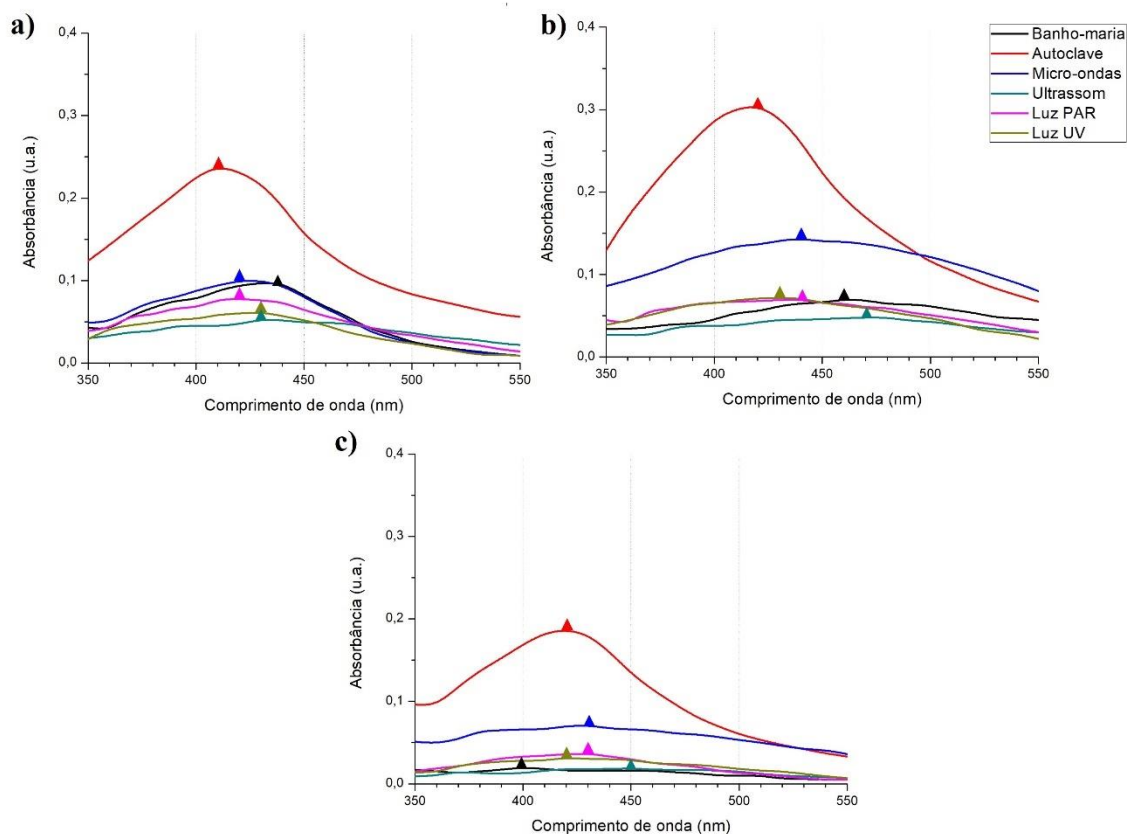 a)
0,4
0,3
0,2
0,1
0,0
Absorbância (u.a.)
350
400
450
500
550
Comprimento de onda (nm)
b)
0,4
0,3
0,2
0,1
0,0
Absorbância (u.a.)
350
400
450
500
550
Comprimento de onda (nm)
Banho-maria
Autoclave
Micro-ondas
Ultrassom
Luz PAR
Luz UV
c)
0,4
0,3
0,2
0,1
0,0
Absorbância (u.a.)
350
400
450
500
550
Comprimento de onda (nm)